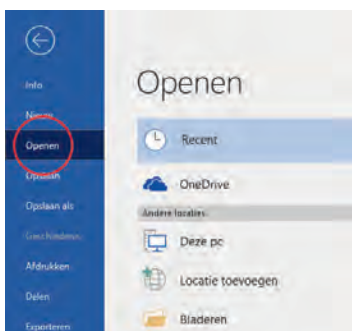 Info
Nieuw
Openen
Opslaan
Opslaan als
Afdrukken
Delen
Exporteren
Openen
Recent
OneDrive
Andere locaties
Deze pc
Locatie toevoegen
Bladeren